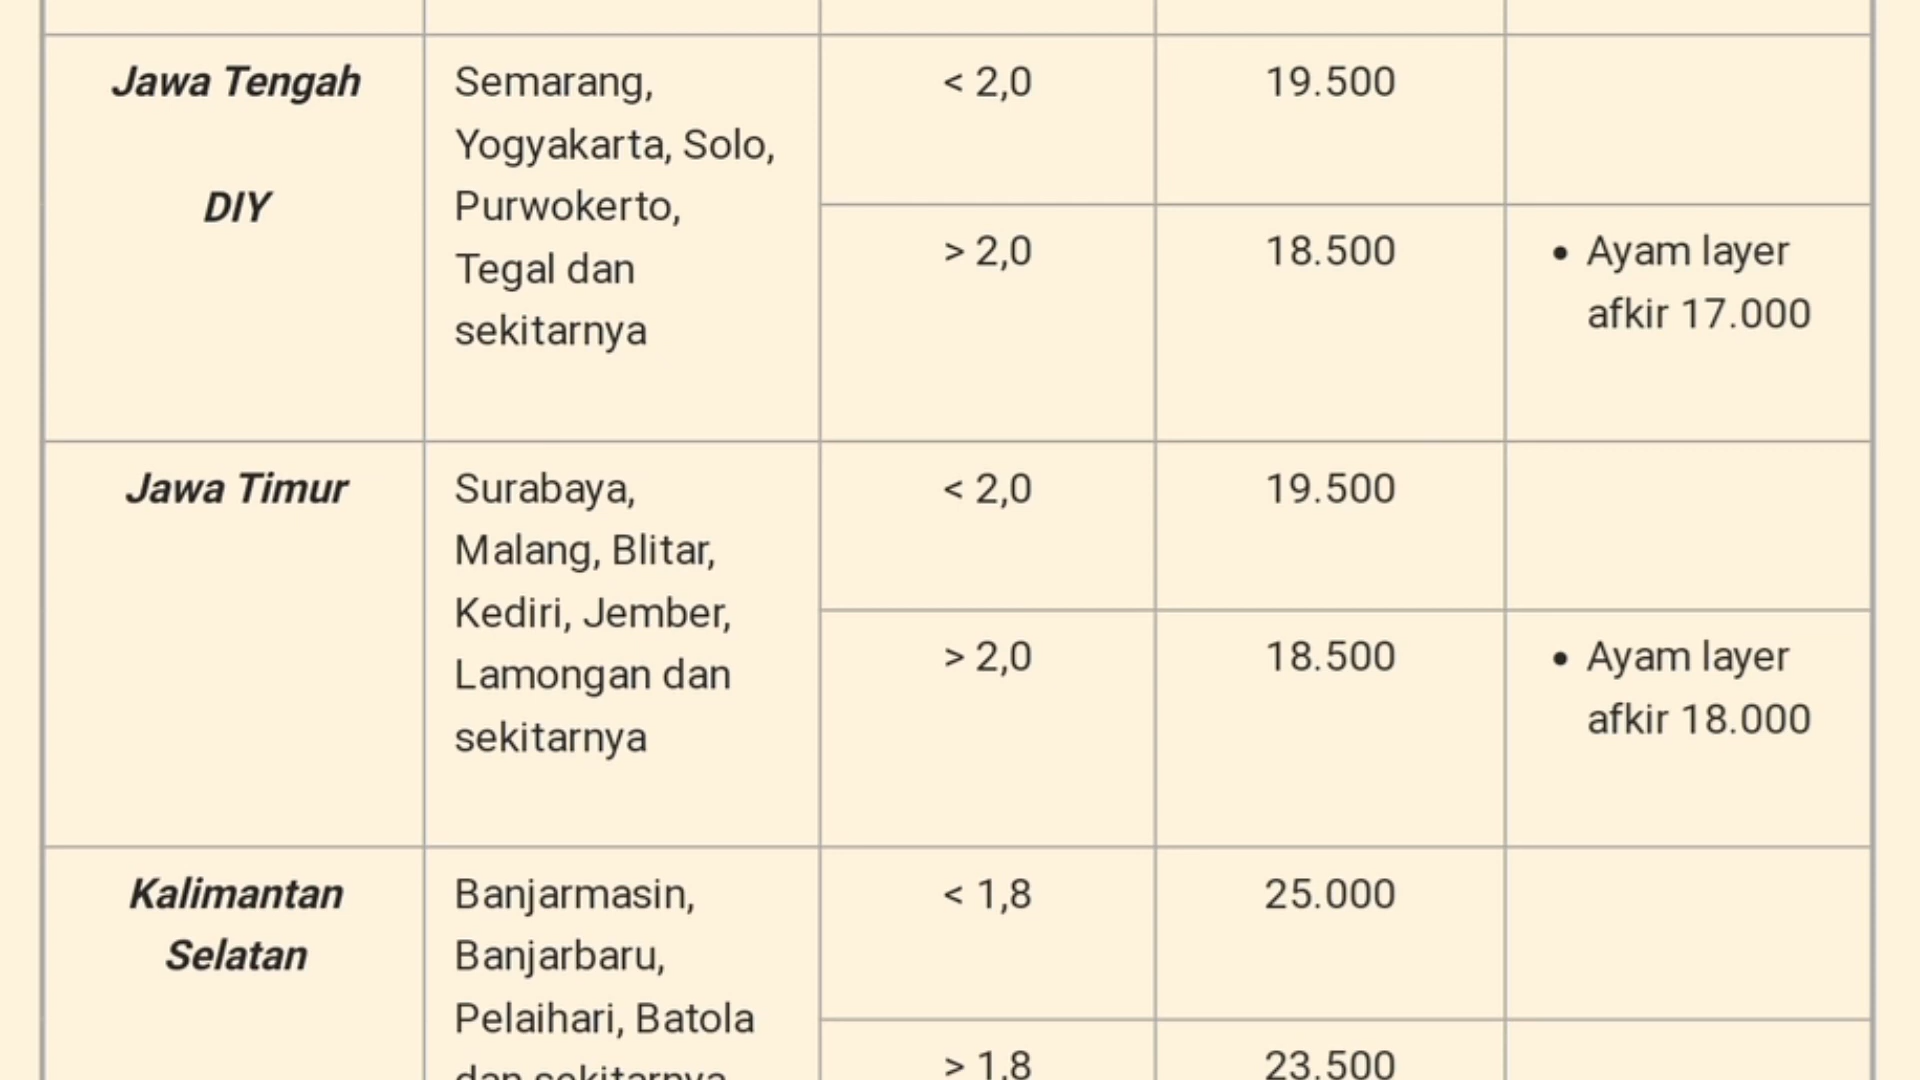 Jawa Tengah
DIY
Semarang,
Yogyakarta, Solo,
Purwokerto,
Tegal dan
sekitarnya
< 2,0
19.500
> 2,0
18.500
• Ayam layer
afkir 17.000
Jawa Timur
Surabaya,
Malang, Blitar,
Kediri, Jember,
Lamongan dan
sekitarnya
< 2,0
19.500
> 2,0
18.500
• Ayam layer
afkir 18.000
Kalimantan
Selatan
Banjarmasin,
Banjarbaru,
Pelaihari, Batola
dan sekitarnya
< 1,8
25.000
> 1,8
23.500